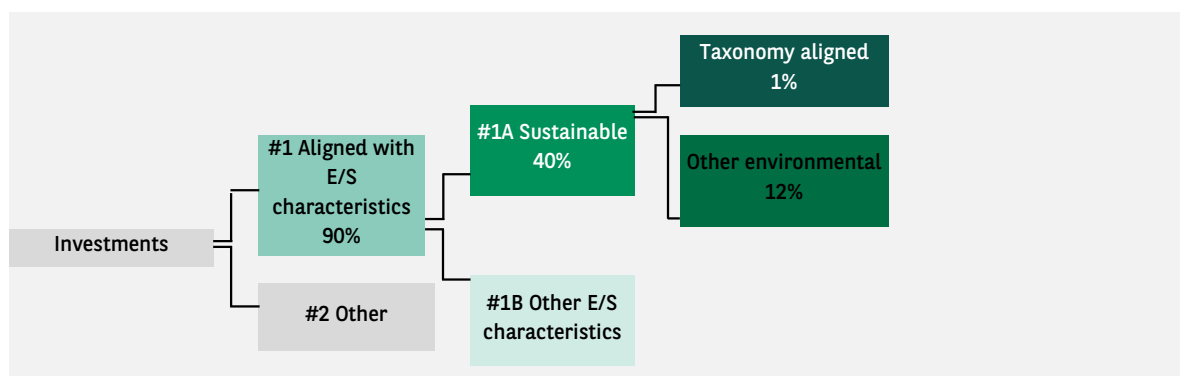 Taxonomy aligned
1%
#1A Sustainable
40%
#1 Aligned with
E/S
characteristics
90%
Other environmental
12%
Investments
#2 Other
#1B Other E/S
characteristics